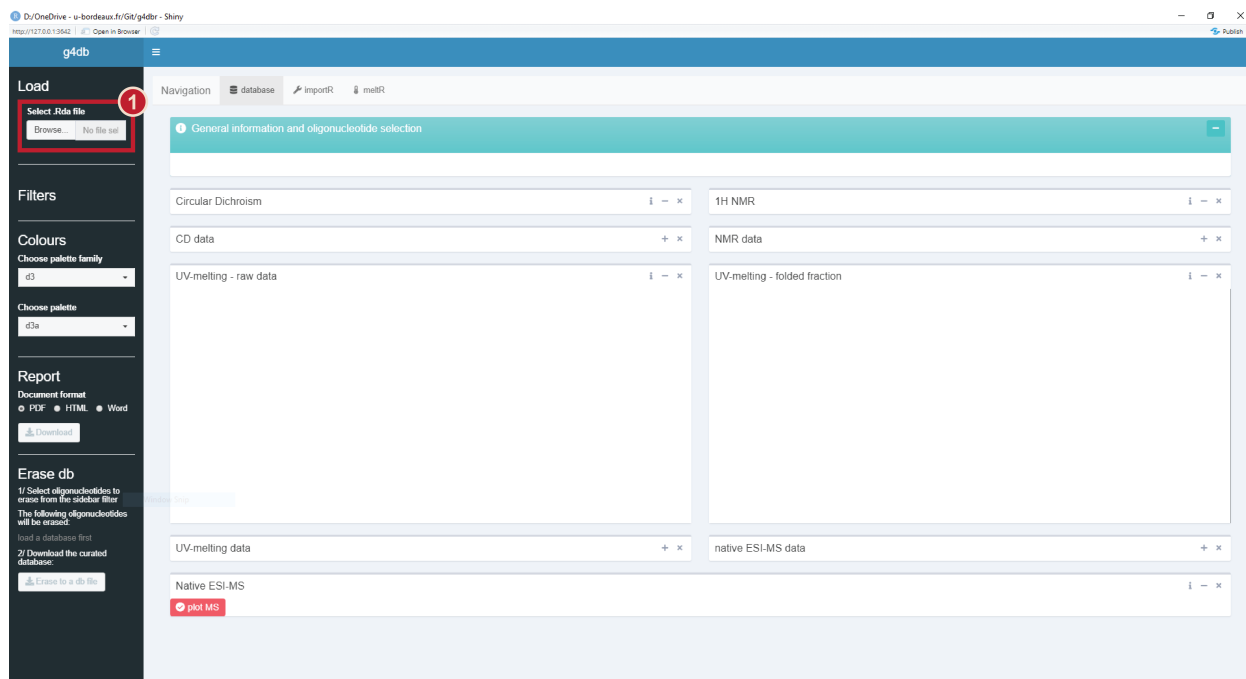 D:/OneDrive - u-bordeaux.fr/Git/g4dbr - Shiny
http://127.0.0.1:3642 Open in Browser Publish
g4db
Load
1
Select .Rda file
Browse... No file sel
Filters
Colours
Choose palette family
d3
Choose palette
d3a
Report
Document format
PDF HTML Word
Download
Erase db
1/ Select oligonucleotides to
erase from the sidebar filter
The following oligonucleotides
will be erased:
load a database first
2/ Download the curated
database:
Erase to a db file
Navigation database importR meltR
General information and oligonucleotide selection
Circular Dichroism
1H NMR
CD data
NMR data
UV-melting - raw data
UV-melting - folded fraction
UV-melting data
native ESI-MS data
Native ESI-MS
plot MS